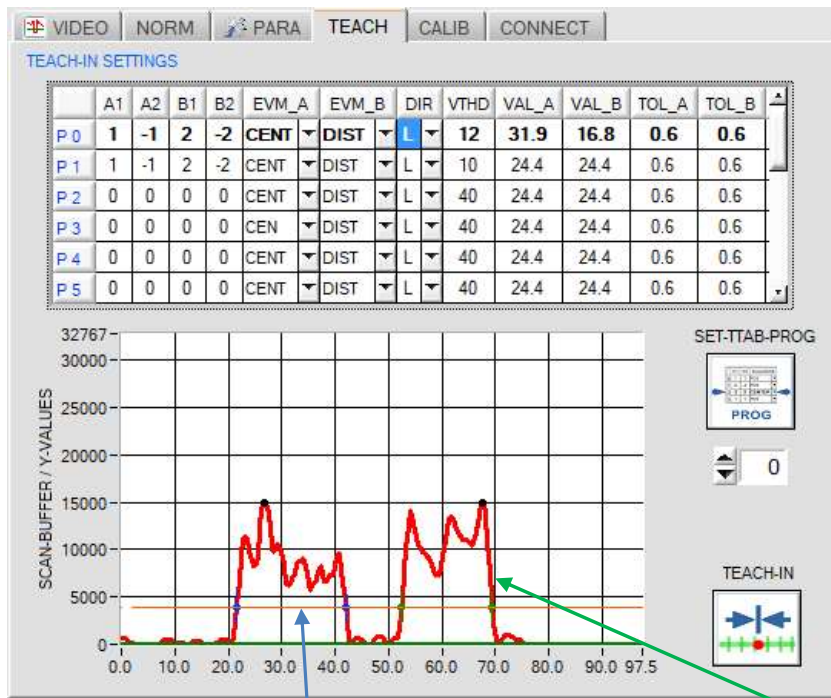 VIDEO NORM PARA TEACH CALIB CONNECT
TEACH-IN SETTINGS
A1 A2 B1 B2 EVM_A EVM_B DIR VTHD VAL_A VAL_B TOL_A TOL_B
P 0 1 -1 2 -2 CENT DIST L 12 31.9 16.8 0.6 0.6
P 1 1 -1 2 -2 CENT DIST L 10 24.4 24.4 0.6 0.6
P 2 0 0 0 0 CENT DIST L 40 24.4 24.4 0.6 0.6
P 3 0 0 0 0 CEN DIST L 40 24.4 24.4 0.6 0.6
P 4 0 0 0 0 CENT DIST L 40 24.4 24.4 0.6 0.6
P 5 0 0 0 0 CENT DIST L 40 24.4 24.4 0.6 0.6
SCAN-BUFFER / Y-VALUES
32767
30000
25000
20000
15000
10000
5000
0
0.0 10.0 20.0 30.0 40.0 50.0 60.0 70.0 80.0 90.0 97.5
SET-TTAB-PROG
PROG
0
TEACH-IN